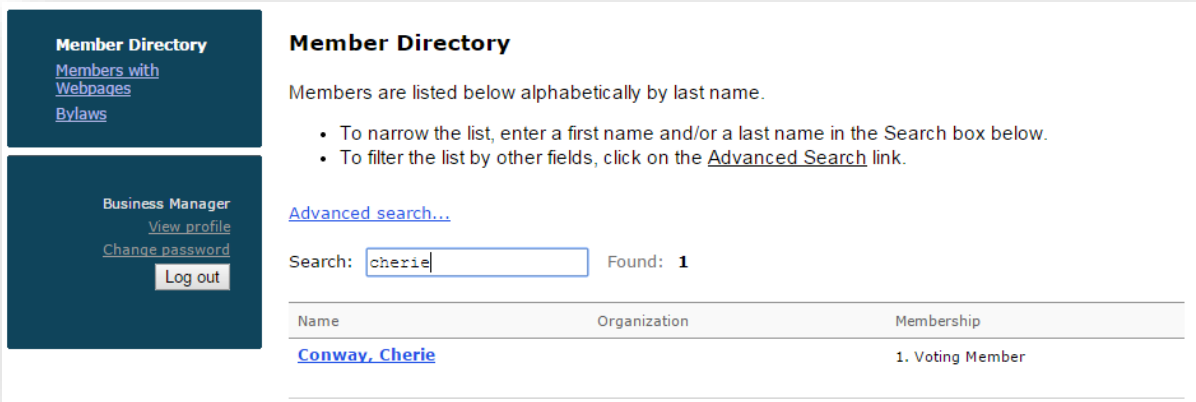 Member Directory
Members with
Webpages
Bylaws
Business Manager
View profile
Change password
Log out
Member Directory
Members are listed below alphabetically by last name.
• To narrow the list, enter a first name and/or a last name in the Search box below.
• To filter the list by other fields, click on the Advanced Search link.
Advanced search...
Search: cherie Found: 1
Name Organization Membership
Conway, Cherie 1. Voting Member